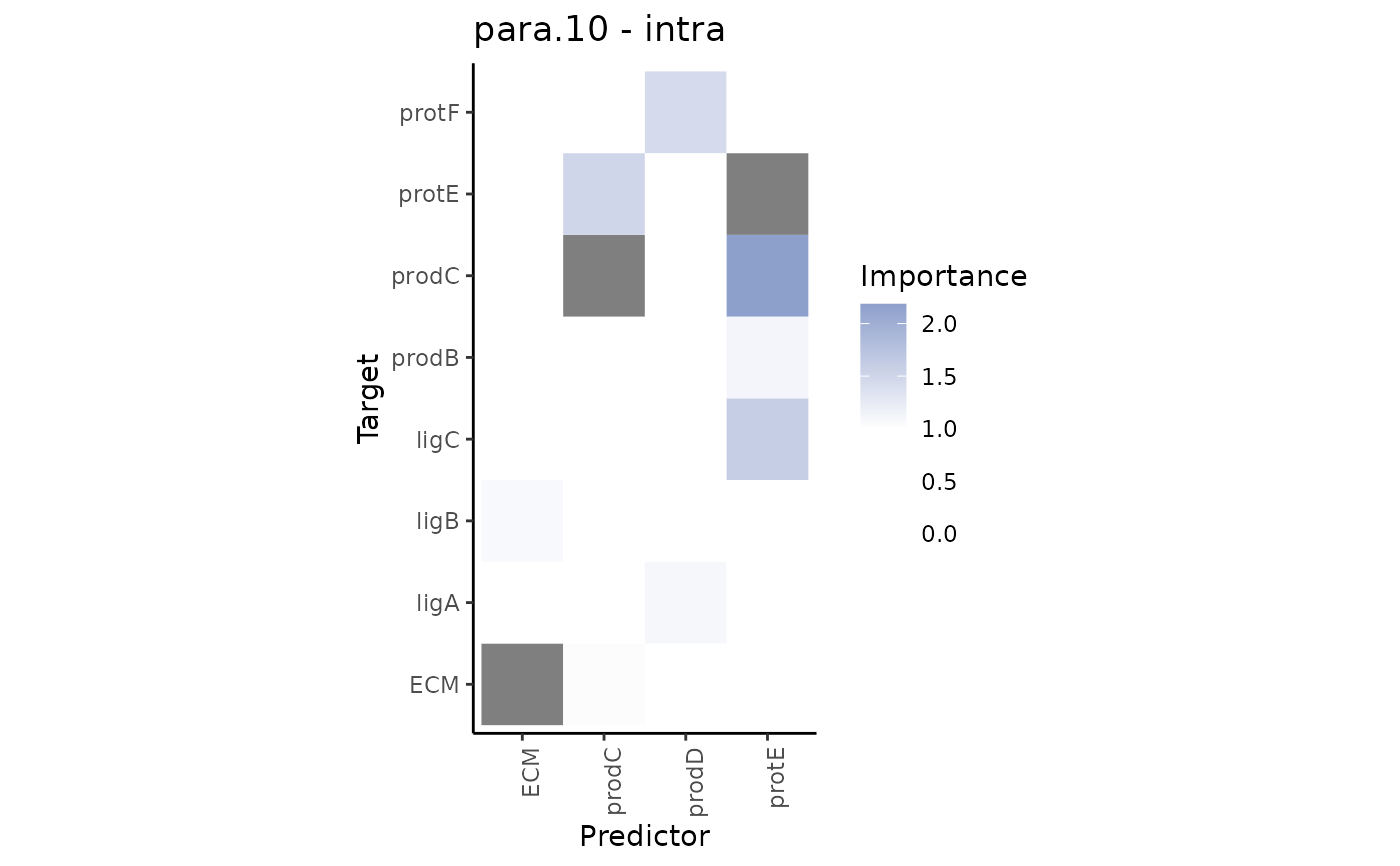 para.10 - intra
protF
protE
prodC
prodB
ligC
ligB
ligA
ECM
Target
ECM
prodC
prodD
protE
Predictor
Importance
2.0
1.5
1.0
0.5
0.0